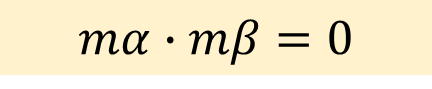 𝑚𝛼 · 𝑚𝛽 = 0